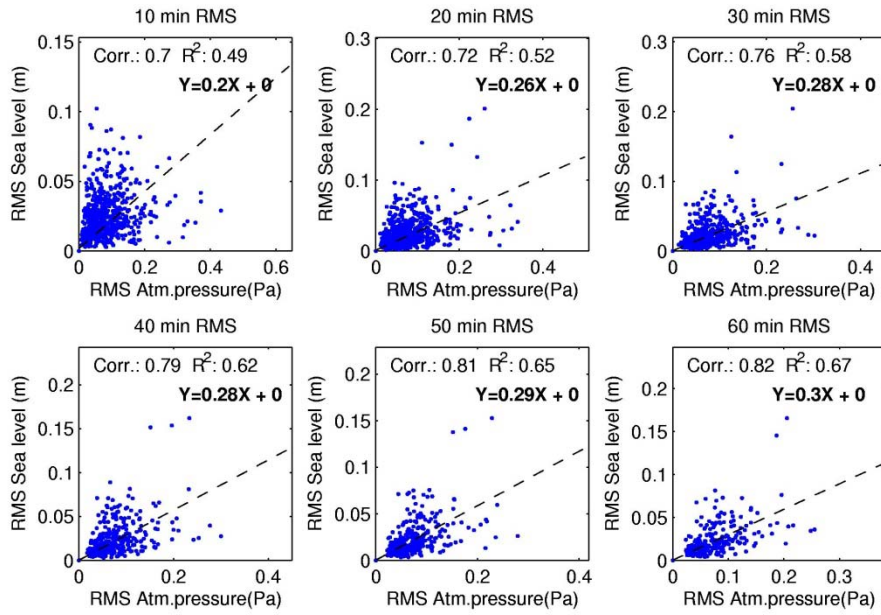 10 min RMS
0.15
0.1
0.05
0
RMS Sea level (m)
Corr.: 0.7 R²: 0.49
Y=0.2X + 0
0 0.2 0.4 0.6
RMS Atm.pressure(Pa)
20 min RMS
0.3
0.2
0.1
0
RMS Sea level (m)
Corr.: 0.72 R²: 0.52
Y=0.26X + 0
0 0.2 0.4
RMS Atm.pressure(Pa)
30 min RMS
0.3
0.2
0.1
0
RMS Sea level (m)
Corr.: 0.76 R²: 0.58
Y=0.28X + 0
0 0.2 0.4
RMS Atm.pressure(Pa)
40 min RMS
0.2
0.15
0.1
0.05
0
RMS Sea level (m)
Corr.: 0.79 R²: 0.62
Y=0.28X + 0
0 0.2 0.4
RMS Atm.pressure(Pa)
50 min RMS
0.2
0.15
0.1
0.05
0
RMS Sea level (m)
Corr.: 0.81 R²: 0.65
Y=0.29X + 0
0 0.2 0.4
RMS Atm.pressure(Pa)
60 min RMS
0.2
0.15
0.1
0.05
0
RMS Sea level (m)
Corr.: 0.82 R²: 0.67
Y=0.3X + 0
0 0.1 0.2 0.3
RMS Atm.pressure(Pa)